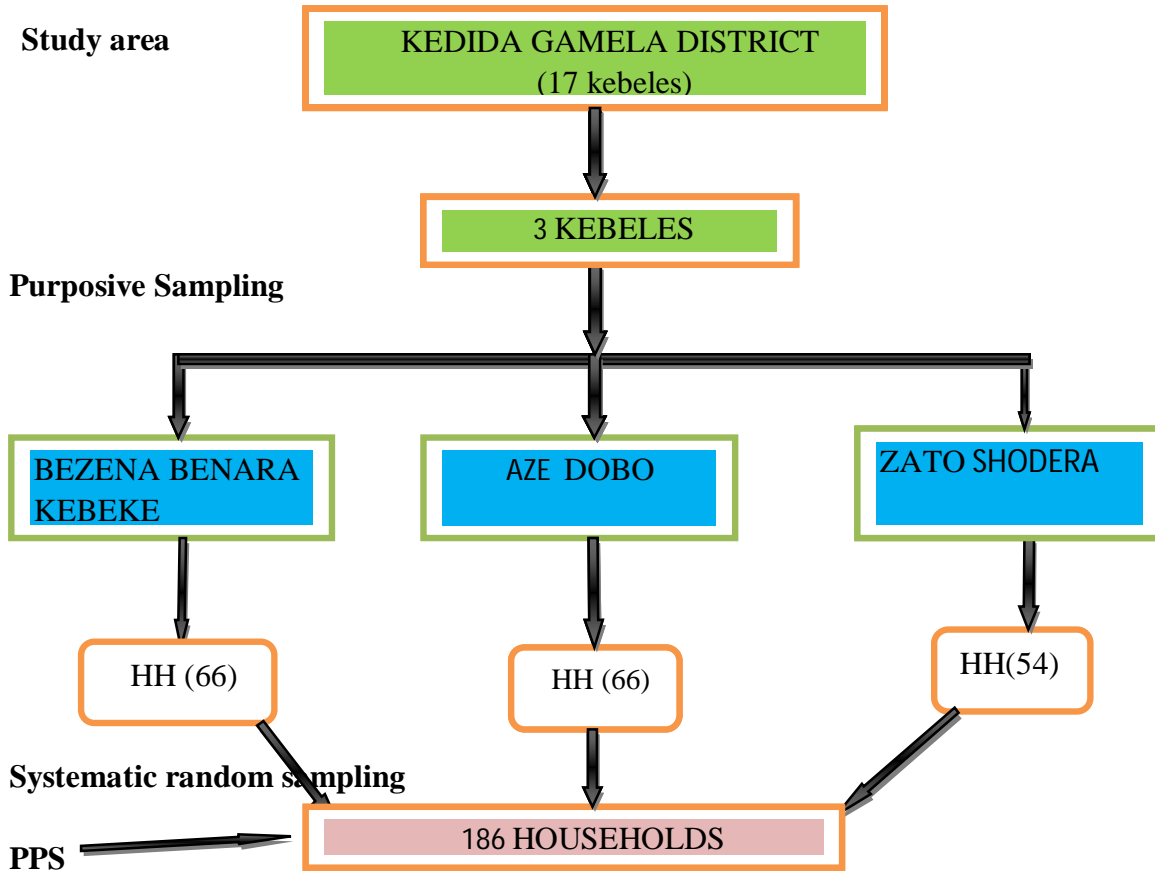 Study area
KEDIDA GAMELA DISTRICT
(17 kebeles)
3 KEBELES
Purposive Sampling
BEZENA BENARA
KEBEKE
AZE DOBO
ZATO SHODERA
HH (66)
HH (66)
HH(54)
Systematic random sampling
186 HOUSEHOLDS
PPS